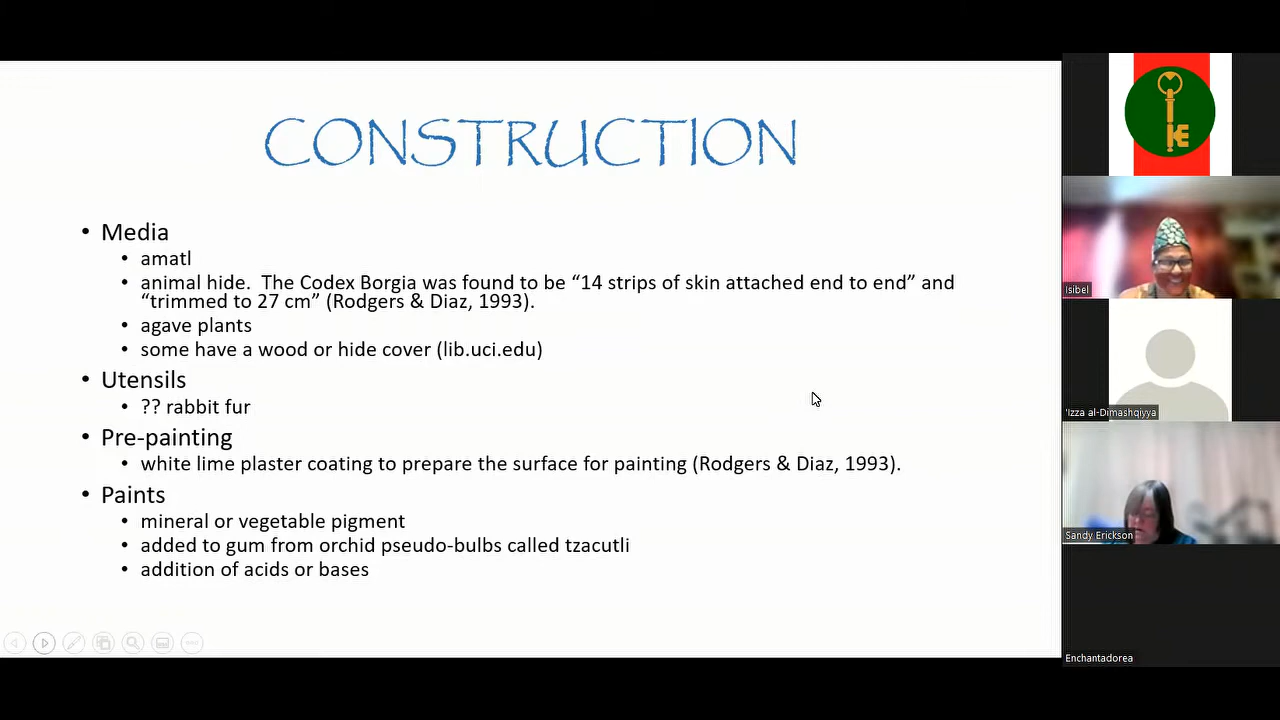 CONSTRUCTION
• Media
• amatl
• animal hide.  The Codex Borgia was found to be “14 strips of skin attached end to end” and
“trimmed to 27 cm” (Rodgers & Diaz, 1993).
• agave plants
• some have a wood or hide cover (lib.uci.edu)
• Utensils
• ?? rabbit fur
• Pre-painting
• white lime plaster coating to prepare the surface for painting (Rodgers & Diaz, 1993).
• Paints
• mineral or vegetable pigment
• added to gum from orchid pseudo-bulbs called tzacutli
• addition of acids or bases
Isibel
'Izza al-Dimashqiyya
Sandy Erickson
Enchantadorea